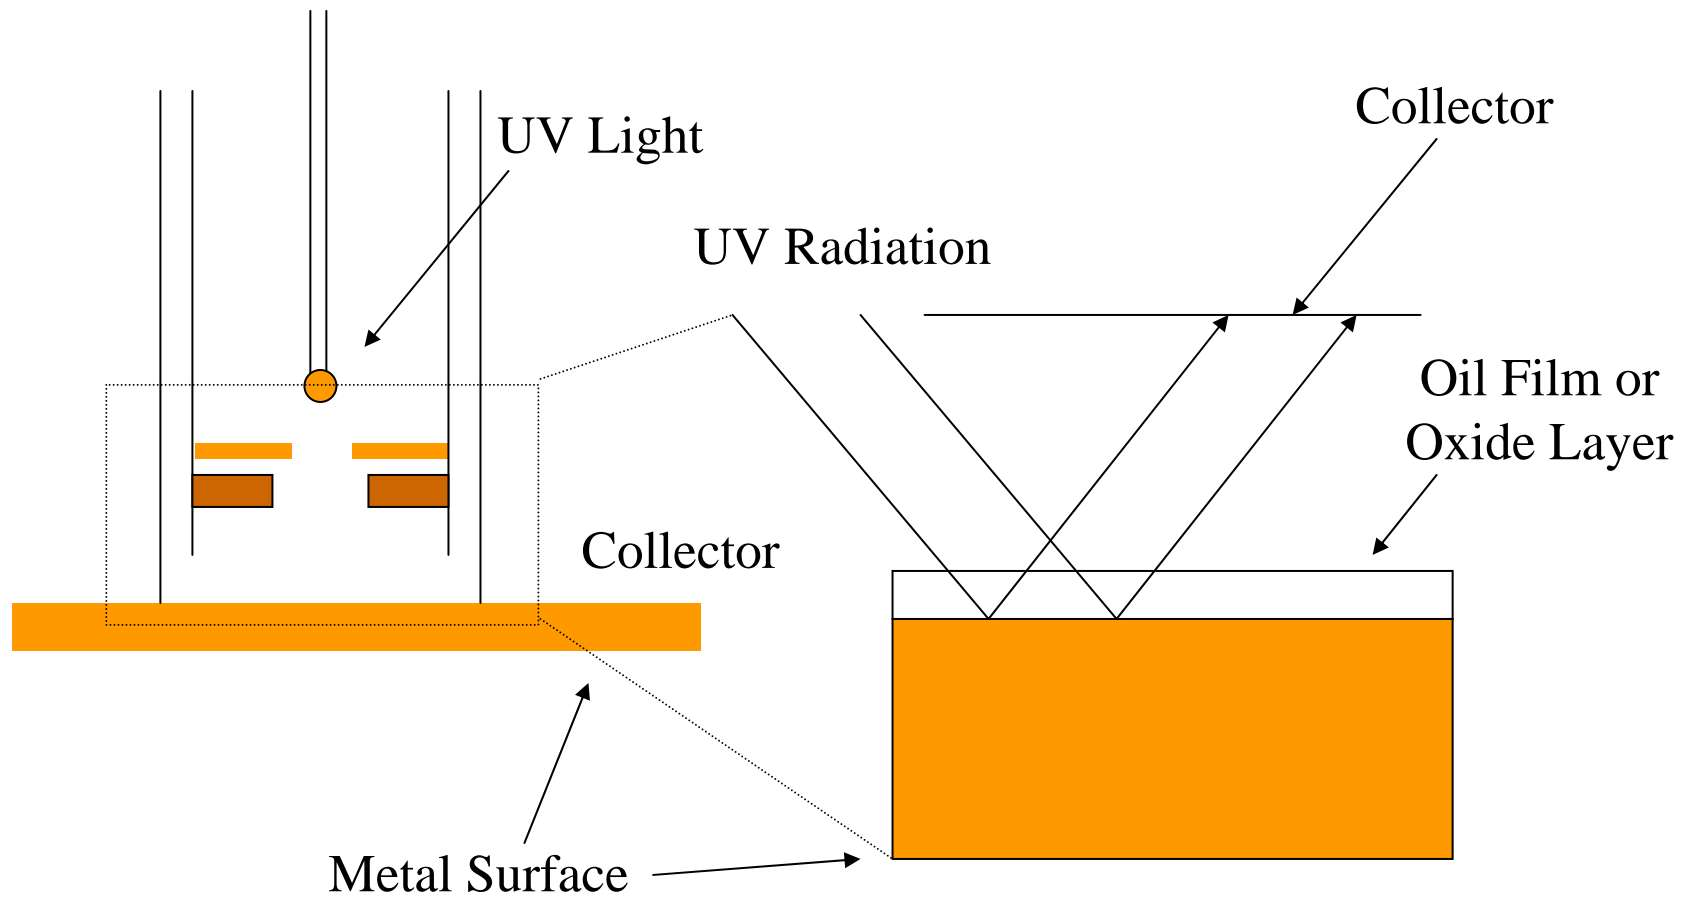 UV Light
Collector
UV Radiation
Oil Film or
Oxide Layer
Collector
Metal Surface